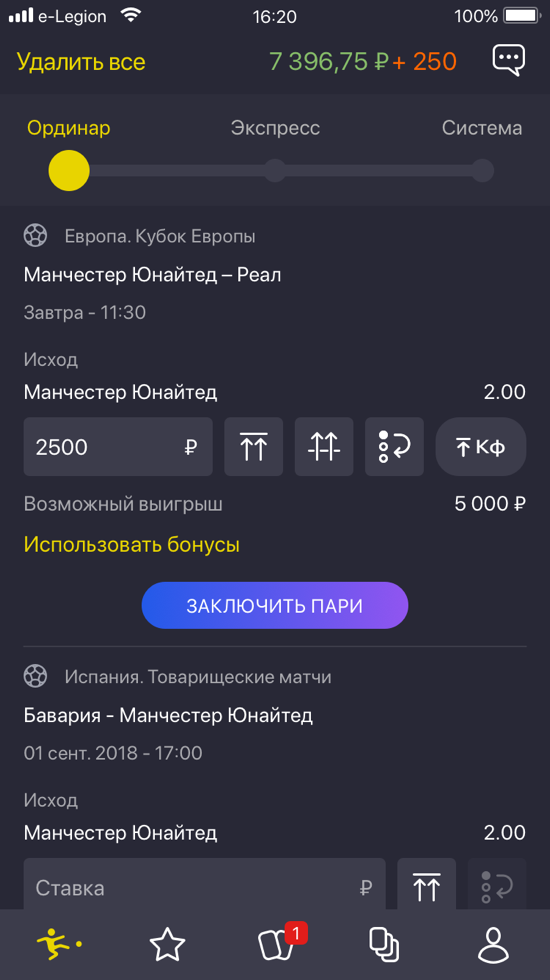 e-Legion 16:20 100%
Удалить все 7 396,75 ₽ + 250
Ординар Экспресс Система
Европа. Кубок Европы
Манчестер Юнайтед – Реал
Завтра - 11:30
Исход
Манчестер Юнайтед 2.00
2500 ₽ Кф
Возможный выигрыш 5 000 ₽
Использовать бонусы
ЗАКЛЮЧИТЬ ПАРИ
Испания. Товарищеские матчи
Бавария - Манчестер Юнайтед
01 сент. 2018 - 17:00
Исход
Манчестер Юнайтед 2.00
Ставка ₽
1